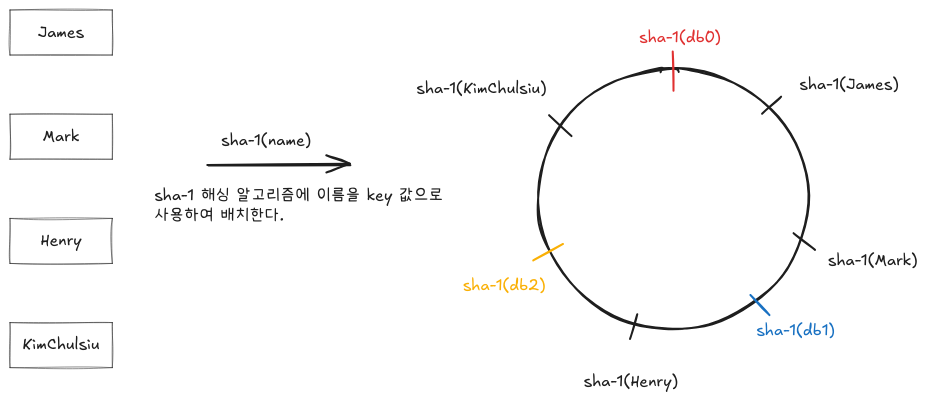 James
Mark
Henry
KimChulsiu
sha-1(name)
sha-1 해싱 알고리즘에 이름을 key 값으로
사용하여 배치한다.
sha-1(db0)
sha-1(KimChulsiu)
sha-1(James)
sha-1(Mark)
sha-1(db2)
sha-1(db1)
sha-1(Henry)